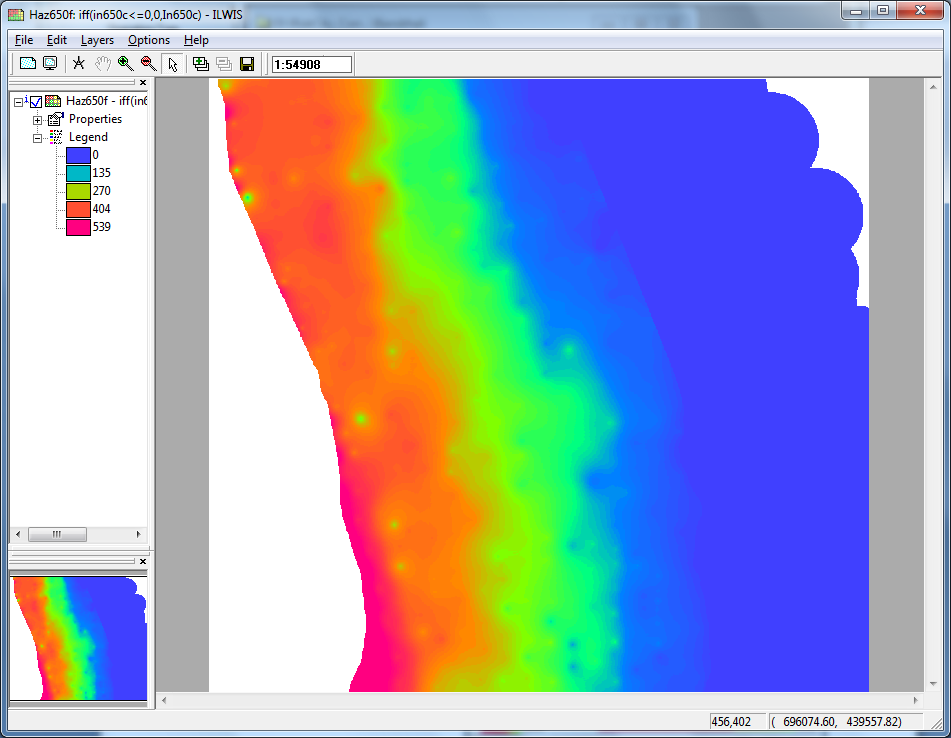 Haz650f: iff(in650c<=0,0,In650c) - ILWIS
File Edit Layers Options Help
1:54908
Haz650f - iff(in6
Properties
Legend
0
135
270
404
539
456,402 ( 696074.60, 439557.82)